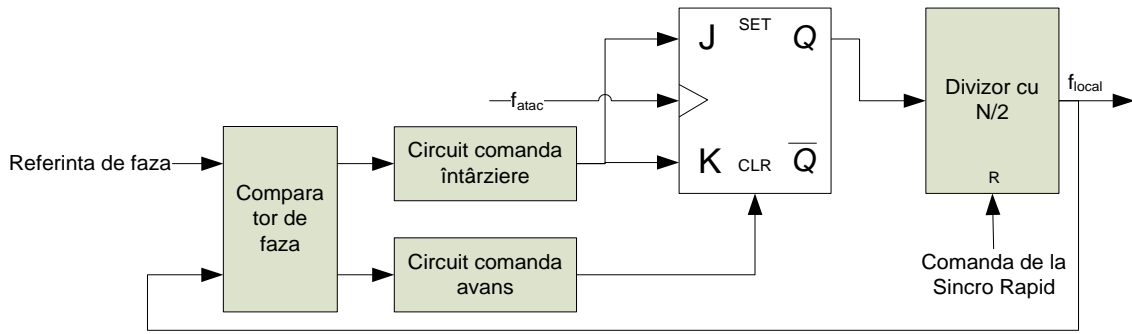 J SET Q
f_atac
K CLR Q̅
Divizor cu
N/2
R
f_local
Referinta de faza
Compara
tor de
faza
Circuit comanda
întârziere
Circuit comanda
avans
Comanda de la
Sincro Rapid